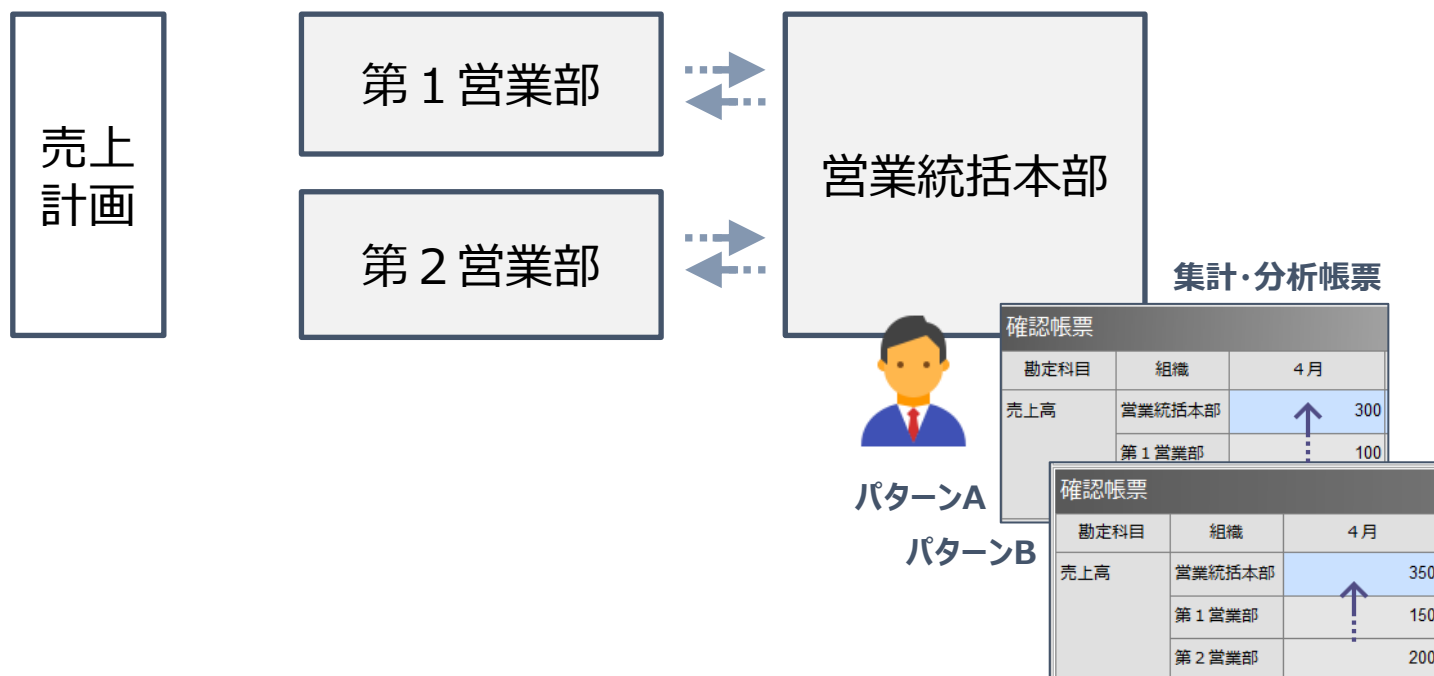 売上
計画
第１営業部
第２営業部
営業統括本部
集計・分析帳票
確認帳票
勘定科目 組織 4月
売上高 営業統括本部 300
第１営業部 100
パターンA
パターンB
確認帳票
勘定科目 組織 4月
売上高 営業統括本部 350
第１営業部 150
第２営業部 200